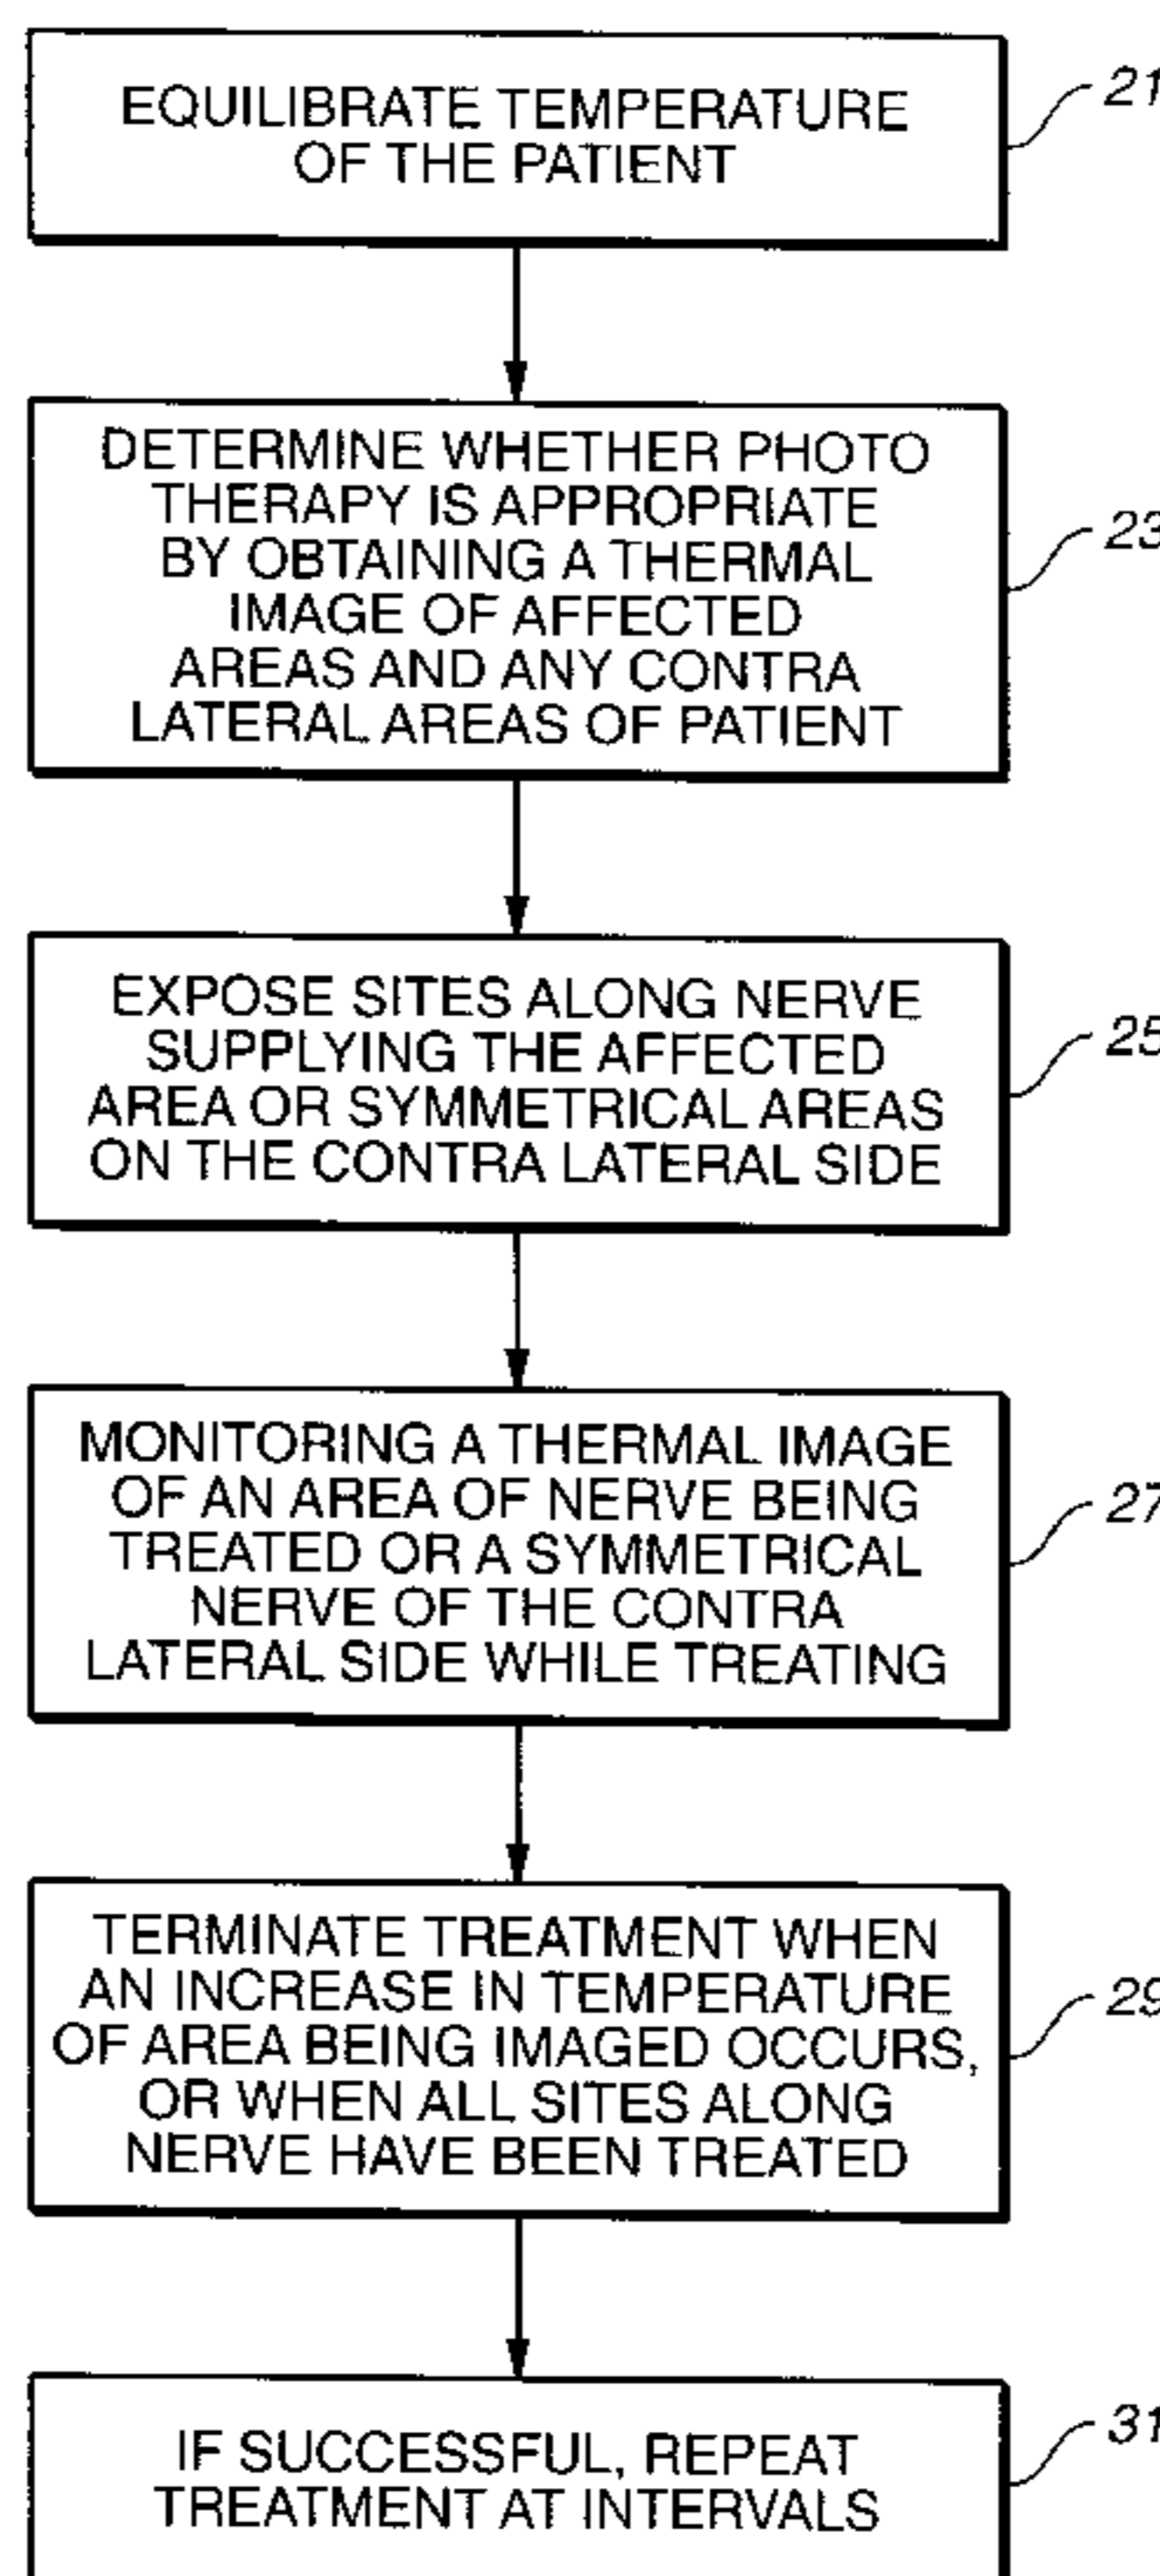 EQUILIBRATE TEMPERATURE
OF THE PATIENT
21
DETERMINE WHETHER PHOTO
THERAPY IS APPROPRIATE
BY OBTAINING A THERMAL
IMAGE OF AFFECTED
AREAS AND ANY CONTRA
LATERAL AREAS OF PATIENT
23
EXPOSE SITES ALONG NERVE
SUPPLYING THE AFFECTED
AREA OR SYMMETRICAL AREAS
ON THE CONTRA LATERAL SIDE
25
MONITORING A THERMAL IMAGE
OF AN AREA OF NERVE BEING
TREATED OR A SYMMETRICAL
NERVE OF THE CONTRA
LATERAL SIDE WHILE TREATING
27
TERMINATE TREATMENT WHEN
AN INCREASE IN TEMPERATURE
OF AREA BEING IMAGED OCCURS,
OR WHEN ALL SITES ALONG
NERVE HAVE BEEN TREATED
29
IF SUCCESSFUL, REPEAT
TREATMENT AT INTERVALS
31